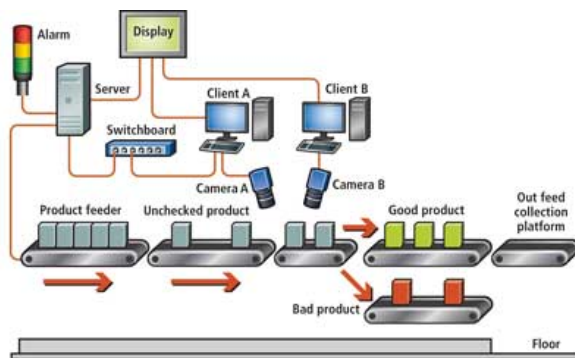 Alarm
Display
Server
Client A
Client B
Switchboard
Camera A
Camera B
Product feeder
Unchecked product
Good product
Out feed
collection
platform
Bad product
Floor